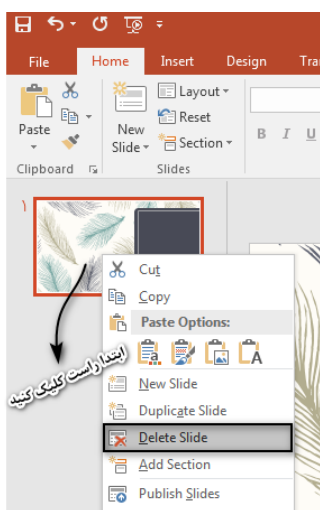 File Home Insert Design Tra
Layout
Reset
Section
Paste
New
Slide
B I U
Clipboard Slides
۱
Cut
Copy
Paste Options:
a A
ابتدا راست کلیک کنید
New Slide
Duplicate Slide
Delete Slide
Add Section
Publish Slides